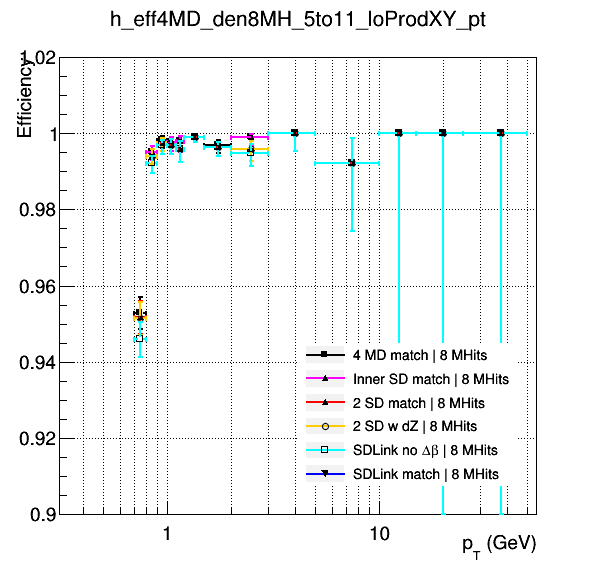 h_eff4MD_den8MH_5to11_loProdXY_pt
Efficiency
1.02
1
0.98
0.96
0.94
0.92
0.9
4 MD match | 8 MHits
Inner SD match | 8 MHits
2 SD match | 8 MHits
2 SD w dZ | 8 MHits
SDLink no Δβ | 8 MHits
SDLink match | 8 MHits
1 10
p_T (GeV)